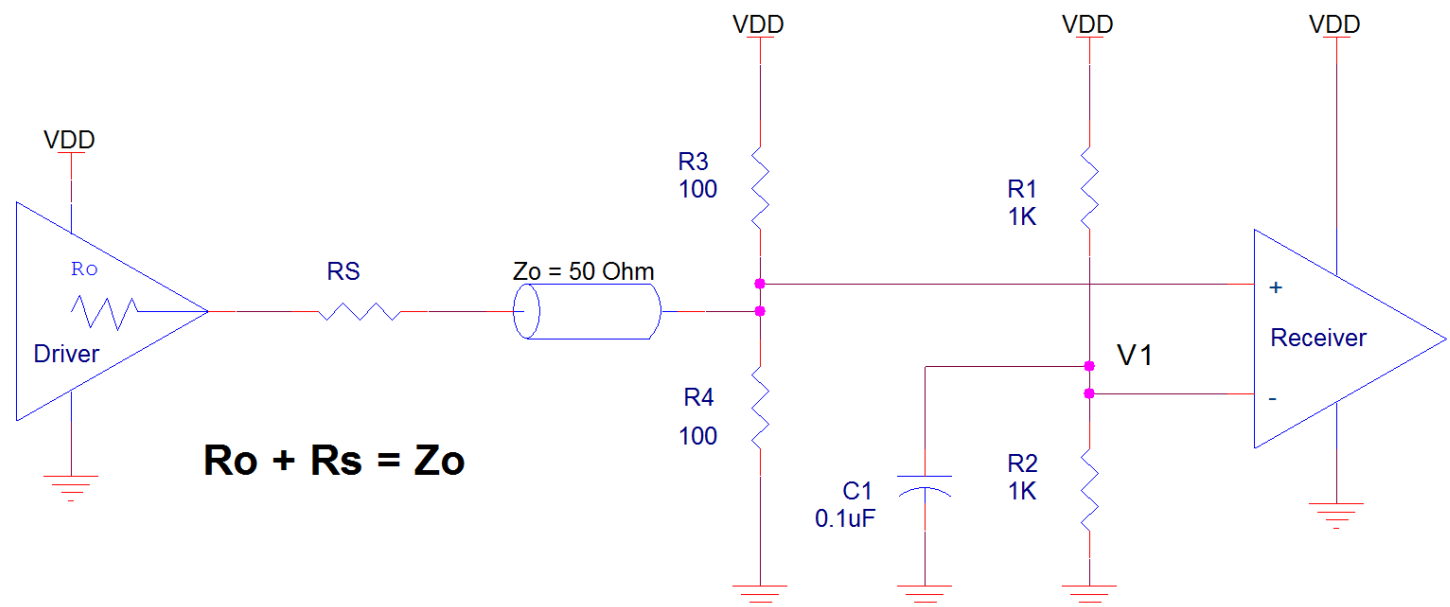 VDD
VDD
VDD
VDD
R3
100
R1
1K
Ro
RS
Zo = 50 Ohm
+
Driver
Receiver
V1
R4
100
-
Ro + Rs = Zo
R2
1K
C1
0.1uF